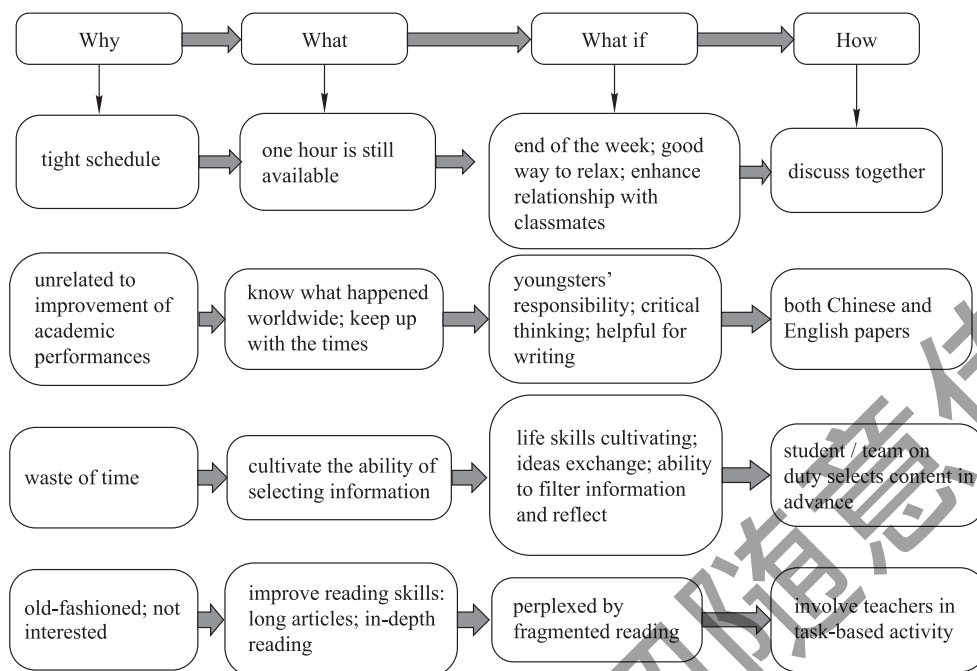 Why
What
What if
How
tight schedule
one hour is still
available
end of the week; good
way to relax; enhance
relationship with
classmates
discuss together
unrelated to
improvement of
academic
performances
know what happened
worldwide; keep up
with the times
youngsters'
responsibility; critical
thinking; helpful for
writing
both Chinese and
English papers
waste of time
cultivate the ability of
selecting information
life skills cultivating;
ideas exchange; ability
to filter information
and reflect
student / team on
duty selects content in
advance
old-fashioned; not
interested
improve reading skills:
long articles; in-depth
reading
perplexed by
fragmented reading
involve teachers in
task-based activity
随意